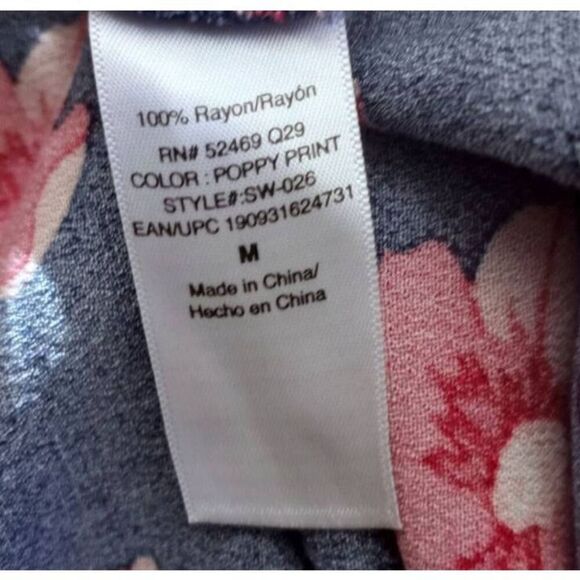 100% Rayon/Rayón
RN# 52469 Q29
COLOR : POPPY PRINT
STYLE#:SW-026
EAN/UPC 190931624731
M
Made in China/
Hecho en China